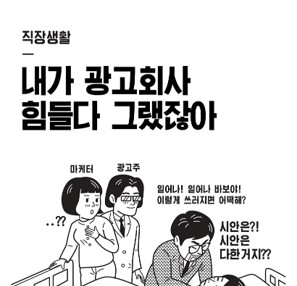 직장생활
내가 광고회사
힘들다 그랬잖아
마케터
광고주
..??
일어나! 일어나 바보야!
이렇게 쓰러지면 어떡해?
시안은?!
시안은
다한거지??